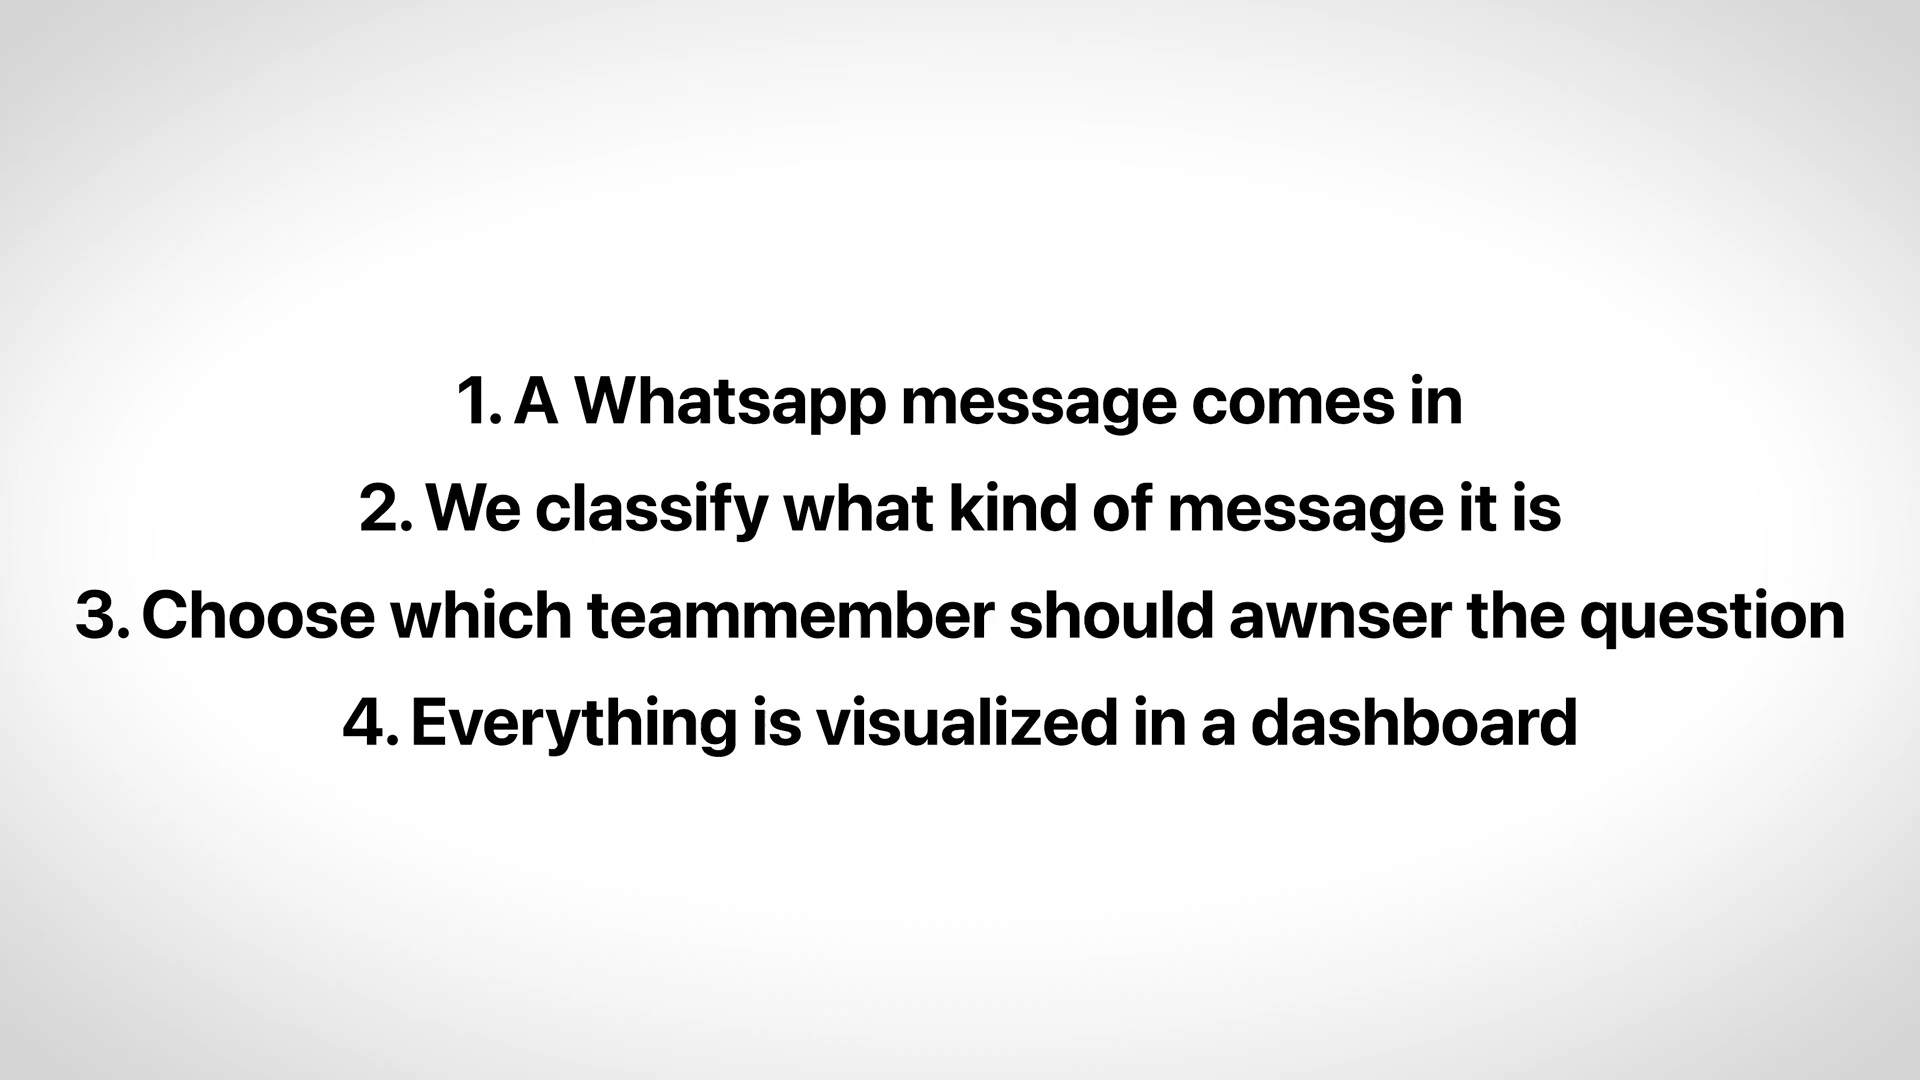 1. A Whatsapp message comes in
2. We classify what kind of message it is
3. Choose which teammember should awnser the question
4. Everything is visualized in a dashboard